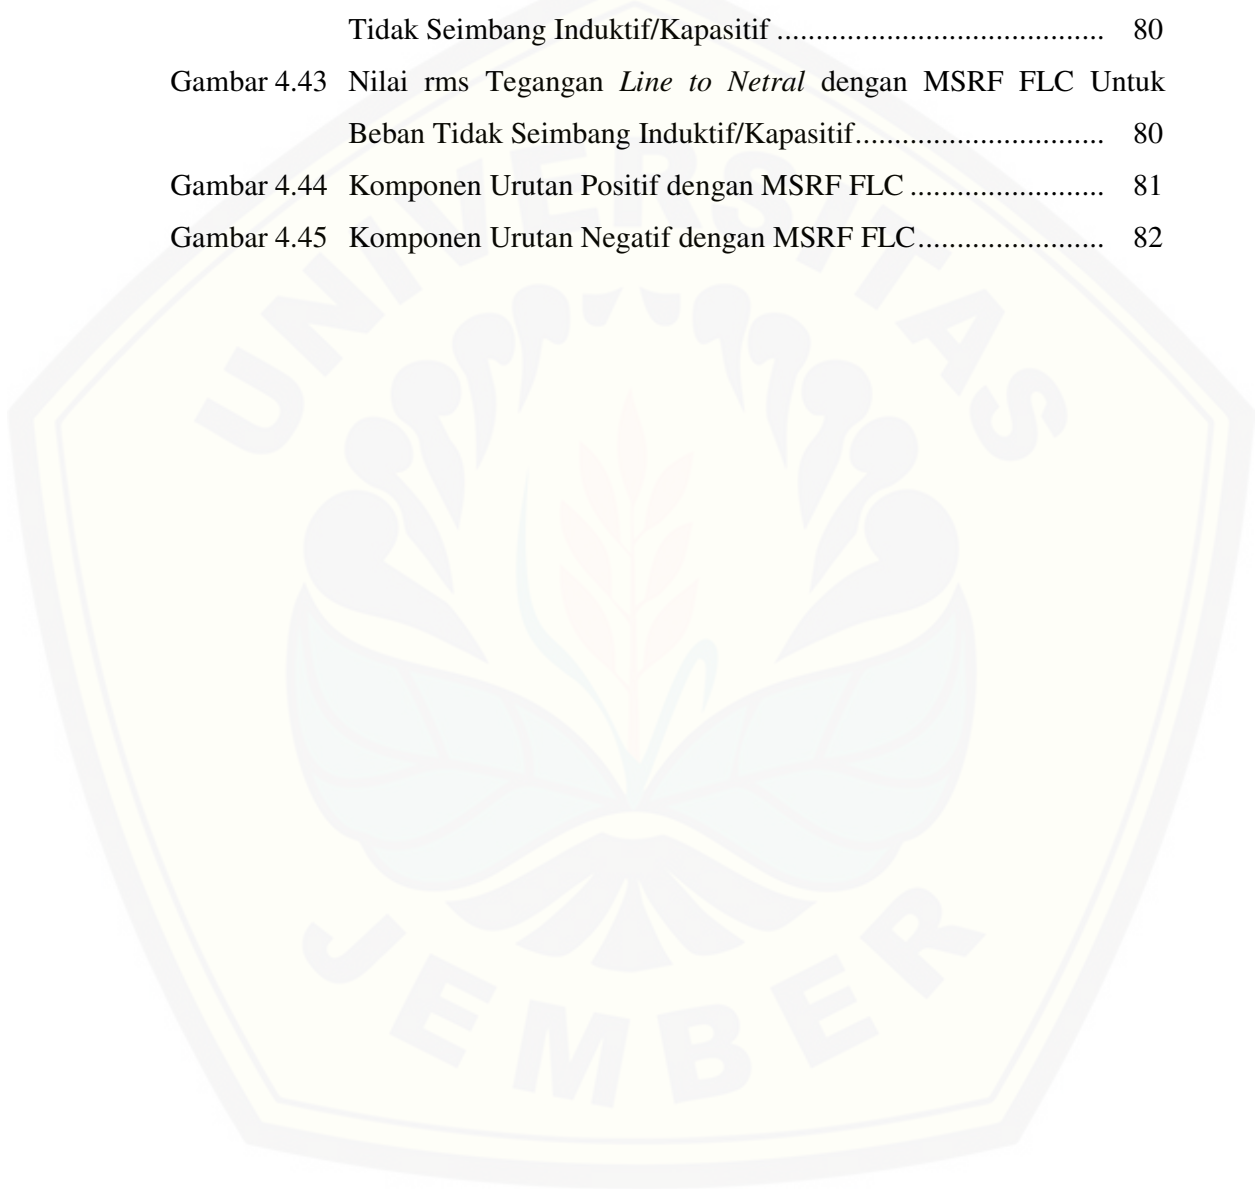 Tidak Seimbang Induktif/Kapasitif .......................................... 80
Gambar 4.43 Nilai rms Tegangan Line to Netral dengan MSRF FLC Untuk
Beban Tidak Seimbang Induktif/Kapasitif................................ 80
Gambar 4.44 Komponen Urutan Positif dengan MSRF FLC ......................... 81
Gambar 4.45 Komponen Urutan Negatif dengan MSRF FLC........................ 82
UNIVERSITAS
JEMBER